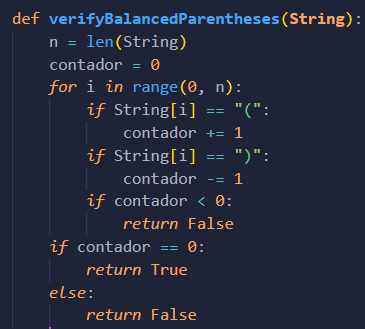 def verifyBalancedParentheses(String):
    n = len(String)
    contador = 0
    for i in range(0, n):
        if String[i] == "(":
            contador += 1
        if String[i] == ")":
            contador -= 1
        if contador < 0:
            return False
    if contador == 0:
        return True
    else:
        return False